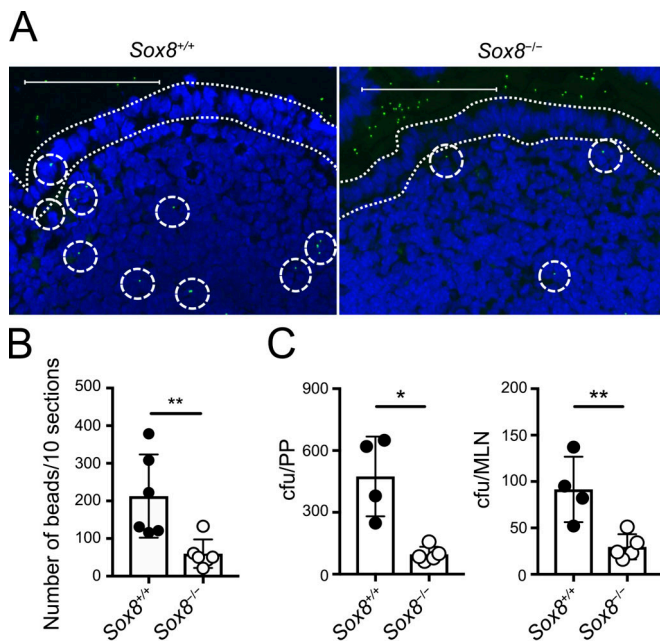 A
Sox8+/+
Sox8–/–
B
Number of beads/10 sections
500
400
300
200
100
0
**
Sox8+/+
Sox8–/–
C
cfu/PP
900
600
300
0
*
Sox8+/+
Sox8–/–
cfu/MLN
200
150
100
50
0
**
Sox8+/+
Sox8–/–